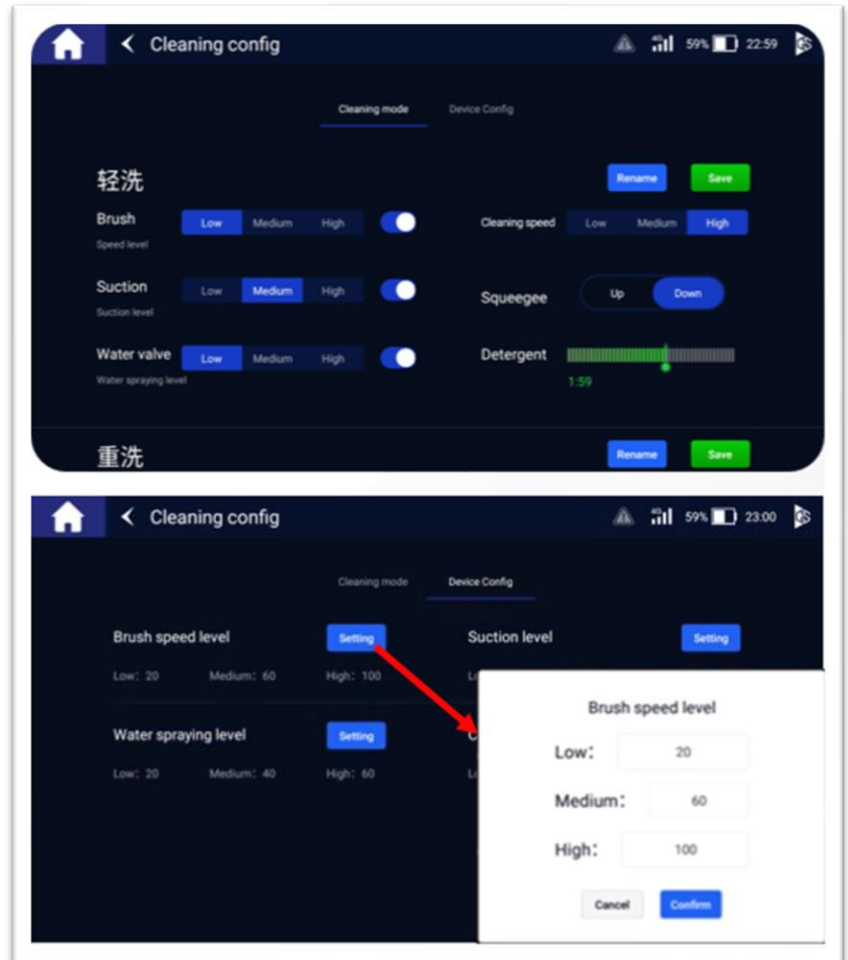 Cleaning config 4G 59% 22:59 GS
Cleaning mode Device Config
轻洗 Rename Save
Brush Low Medium High Cleaning speed Low Medium High
Speed level
Suction Low Medium High Squeegee Up Down
Suction level
Water valve Low Medium High Detergent
Water spraying level 1:59
重洗 Rename Save
Cleaning config 4G 59% 23:00 GS
Cleaning mode Device Config
Brush speed level Setting Suction level Setting
Low: 20 Medium: 60 High: 100
Water spraying level Setting
Low: 20 Medium: 40 High: 60
Brush speed level
Low: 20
Medium: 60
High: 100
Cancel Confirm